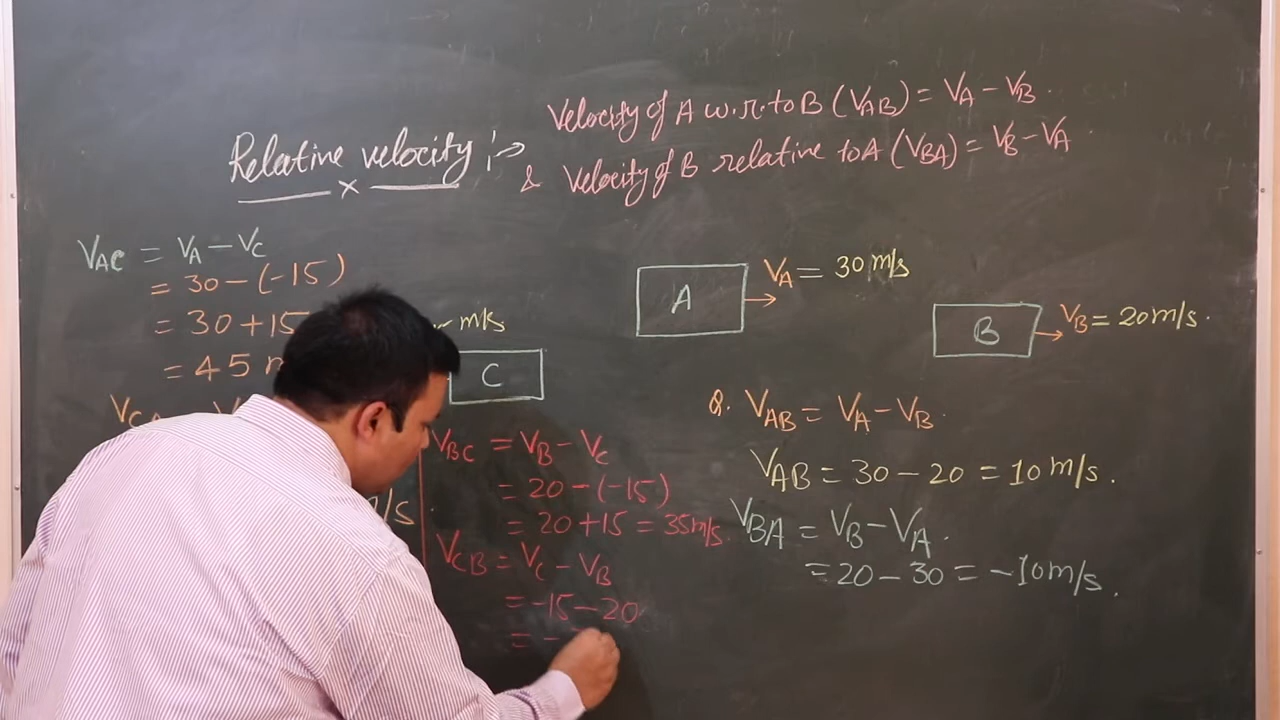 Velocity of A w.r.to B (VAB) = VA − VB.
Relative velocity :→
& Velocity of B relative to A (VBA) = VB − VA
VAC = VA − VC
= 30 − (−15)
= 30 + 15
= 45
m/s
C
A
VA = 30 m/s
B
VB = 20 m/s.
VBC = VB − VC
= 20 − (−15)
= 20 + 15 = 35 m/s.
VCB = VC − VB
= −15 − 20
= −
Q. VAB = VA − VB.
VAB = 30 − 20 = 10 m/s.
VBA = VB − VA.
= 20 − 30 = −10 m/s.